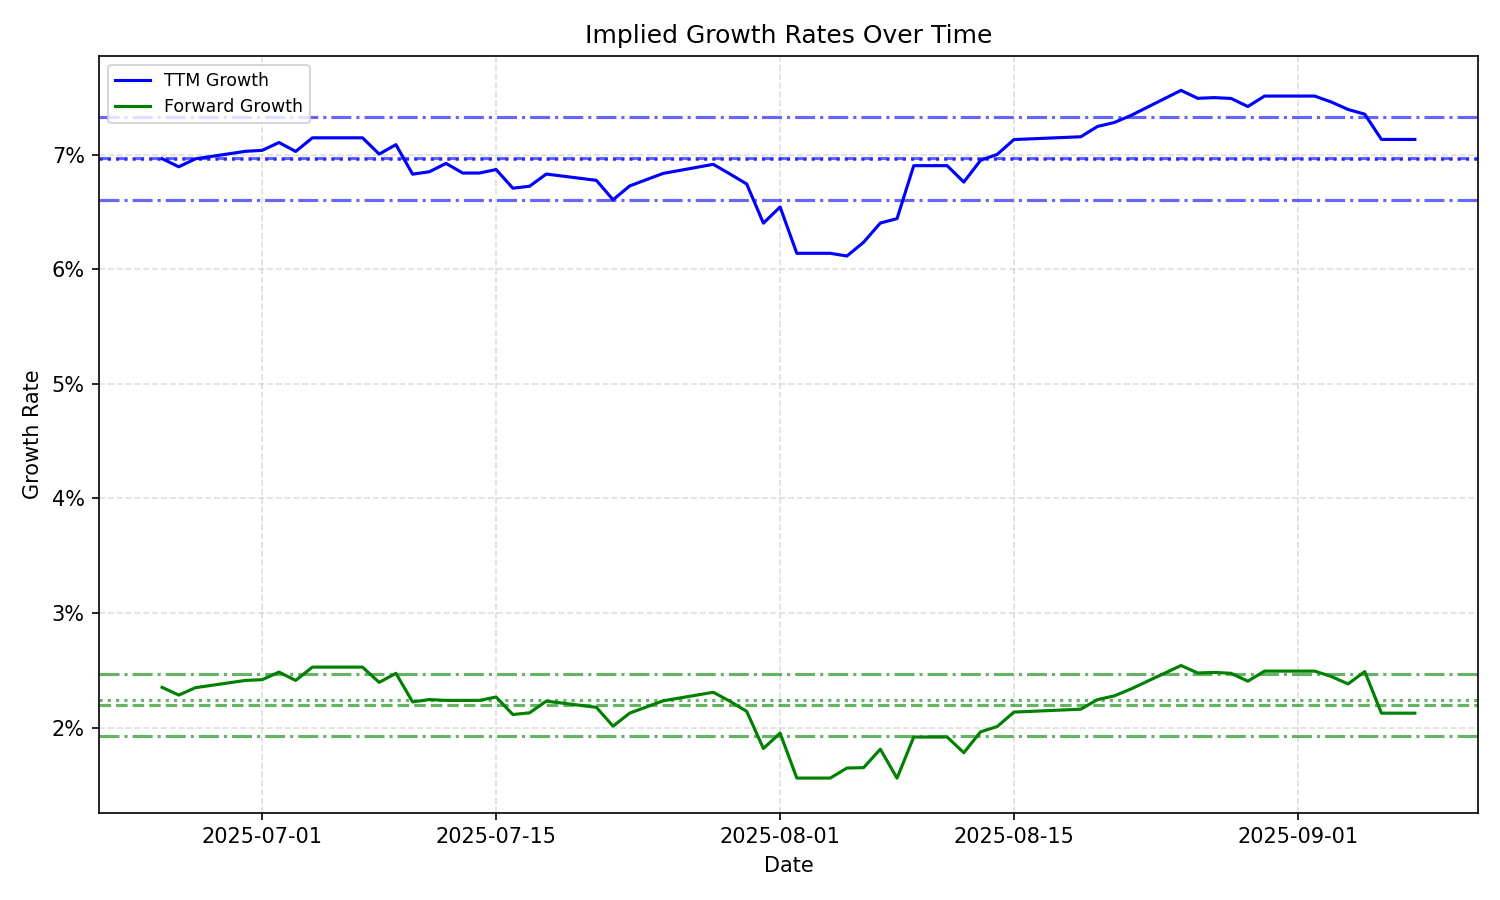 Implied Growth Rates Over Time
TTM Growth
Forward Growth
7%
6%
5%
4%
3%
2%
Growth Rate
2025-07-01
2025-07-15
2025-08-01
2025-08-15
2025-09-01
Date